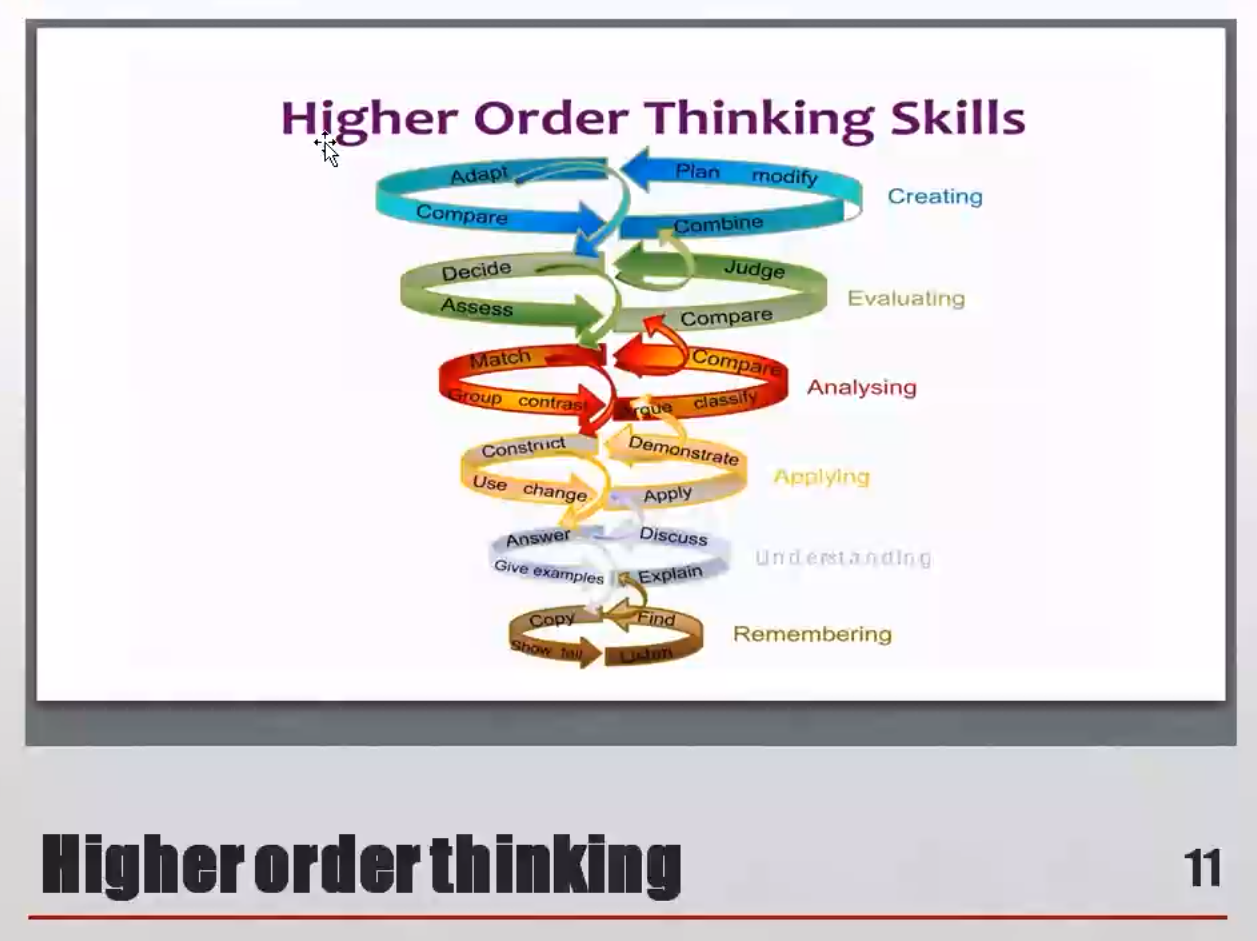 Higher Order Thinking Skills
Adapt Plan modify
Creating
Compare Combine
Decide Judge
Evaluating
Assess Compare
Match Compare
Analysing
Group contrast classify
Construct Demonstrate
Applying
Use change Apply
Answer Discuss
Understanding
Give examples Explain
Copy Find
Remembering
Show tell Listen
Higher order thinking
11